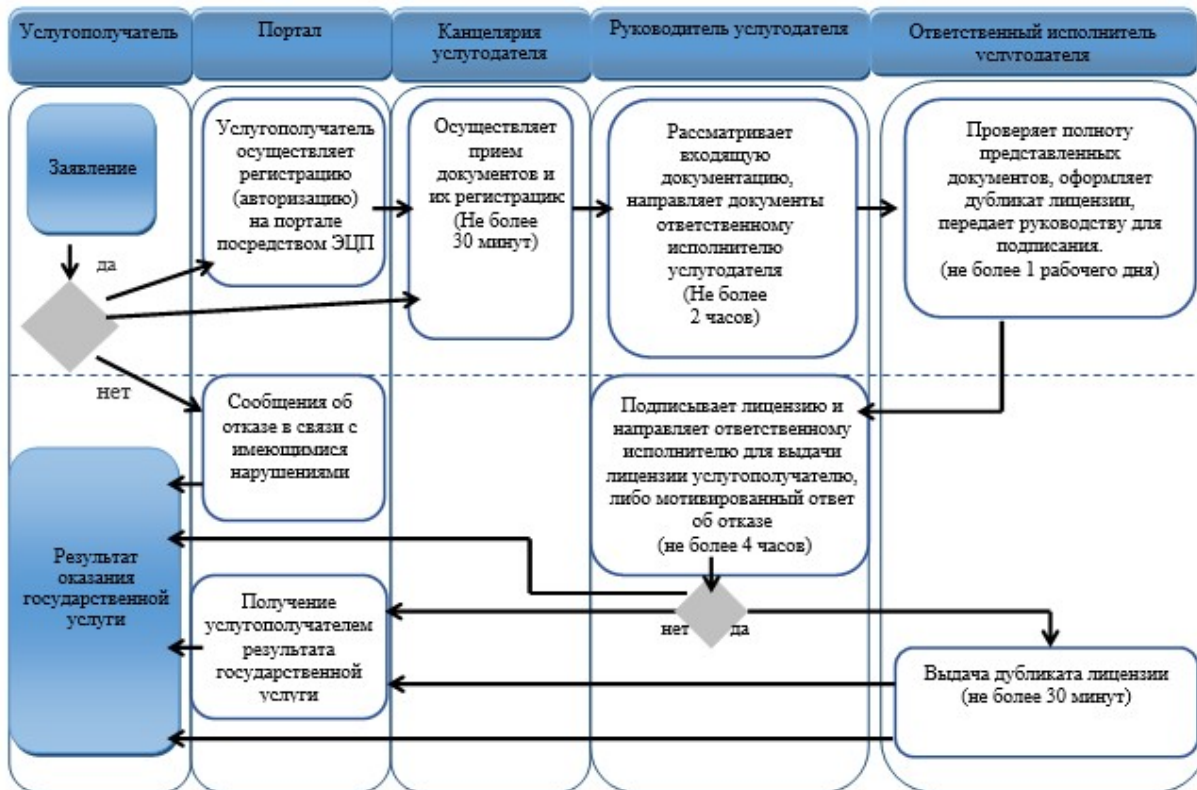 Услугополучатель
Портал
Канцелярия
услугодателя
Руководитель услугодателя
Ответственный исполнитель
услугодателя
Заявление
да
нет
Услугополучатель
осуществляет
регистрацию
(авторизацию)
на портале
посредством ЭЦП
Осуществляет
прием
документов и
их регистрацию
(Не более
30 минут)
Рассматривает
входящую
документацию,
направляет документы
ответственному
исполнителю
услугодателя
(Не более
2 часов)
Проверяет полноту
представленных
документов, оформляет
дубликат лицензии,
передает руководству для
подписания.
(не более 1 рабочего дня)
Сообщения об
отказе в связи с
имеющимися
нарушениями
Подписывает лицензию и
направляет ответственному
исполнителю для выдачи
лицензии услугополучателю,
либо мотивированный ответ
об отказе
(не более 4 часов)
Результат
оказания
государственной
услуги
Получение
услугополучателем
результата
государственной
услуги
нет
да
Выдача дубликата лицензии
(не более 30 минут)